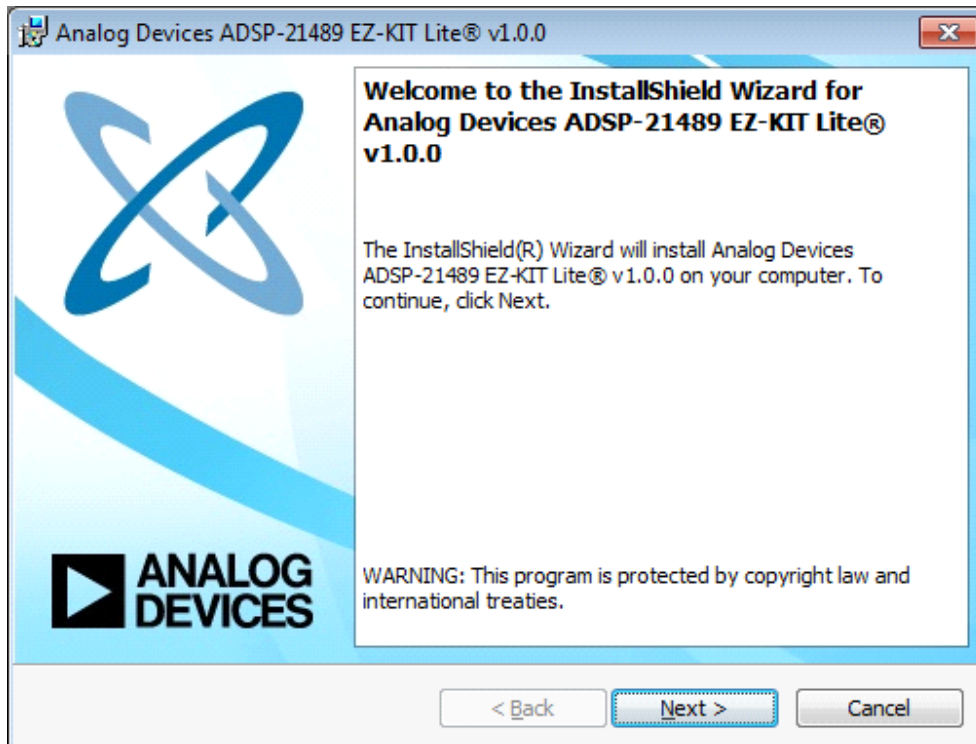 Analog Devices ADSP-21489 EZ-KIT Lite® v1.0.0
Welcome to the InstallShield Wizard for
Analog Devices ADSP-21489 EZ-KIT Lite®
v1.0.0
The InstallShield(R) Wizard will install Analog Devices
ADSP-21489 EZ-KIT Lite® v1.0.0 on your computer. To
continue, click Next.
ANALOG
DEVICES
WARNING: This program is protected by copyright law and
international treaties.
< Back
Next >
Cancel